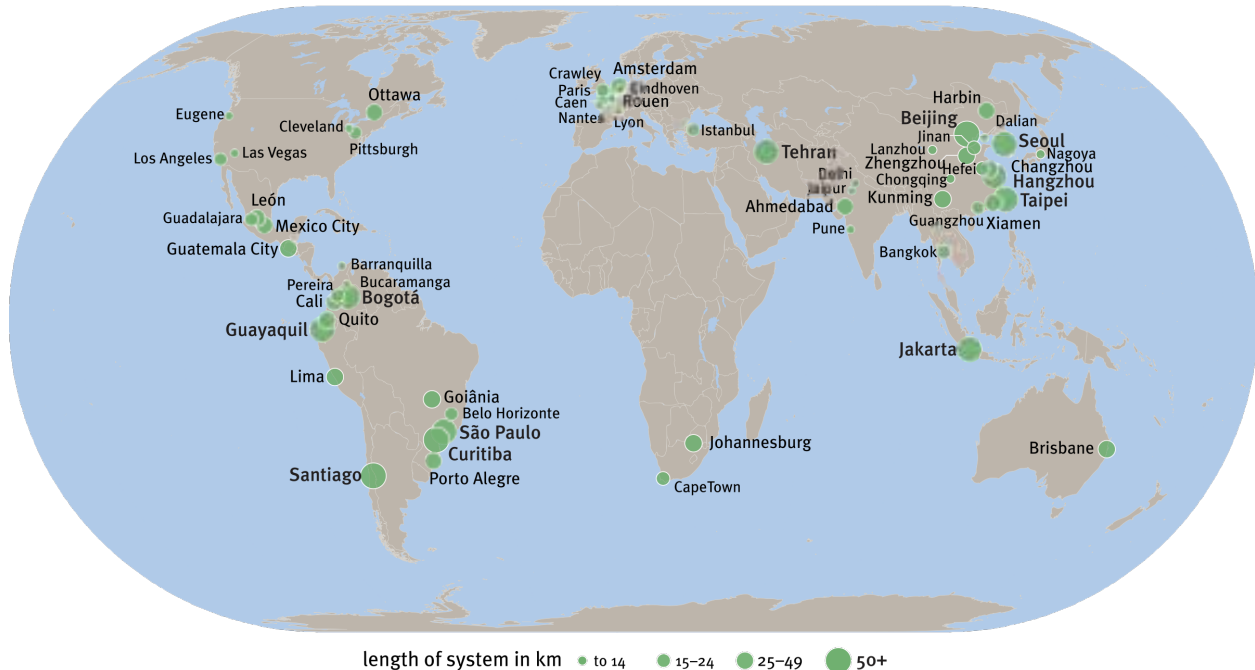 Crawley
Amsterdam
Paris
Eindhoven
Caen
Rouen
Nantes
Lyon
Istanbul
Ottawa
Eugene
Cleveland
Pittsburgh
Los Angeles
Las Vegas
León
Guadalajara
Mexico City
Guatemala City
Barranquilla
Pereira
Bucaramanga
Cali
Bogotá
Quito
Guayaquil
Lima
Goiânia
Belo Horizonte
São Paulo
Curitiba
Santiago
Porto Alegre
Johannesburg
CapeTown
Tehran
Delhi
Jaipur
Ahmedabad
Pune
Harbin
Beijing
Dalian
Jinan
Seoul
Lanzhou
Nagoya
Zhengzhou
Hefei
Changzhou
Chongqing
Hangzhou
Kunming
Taipei
Guangzhou
Xiamen
Bangkok
Jakarta
Brisbane
length of system in km to 14 15–24 25–49 50+